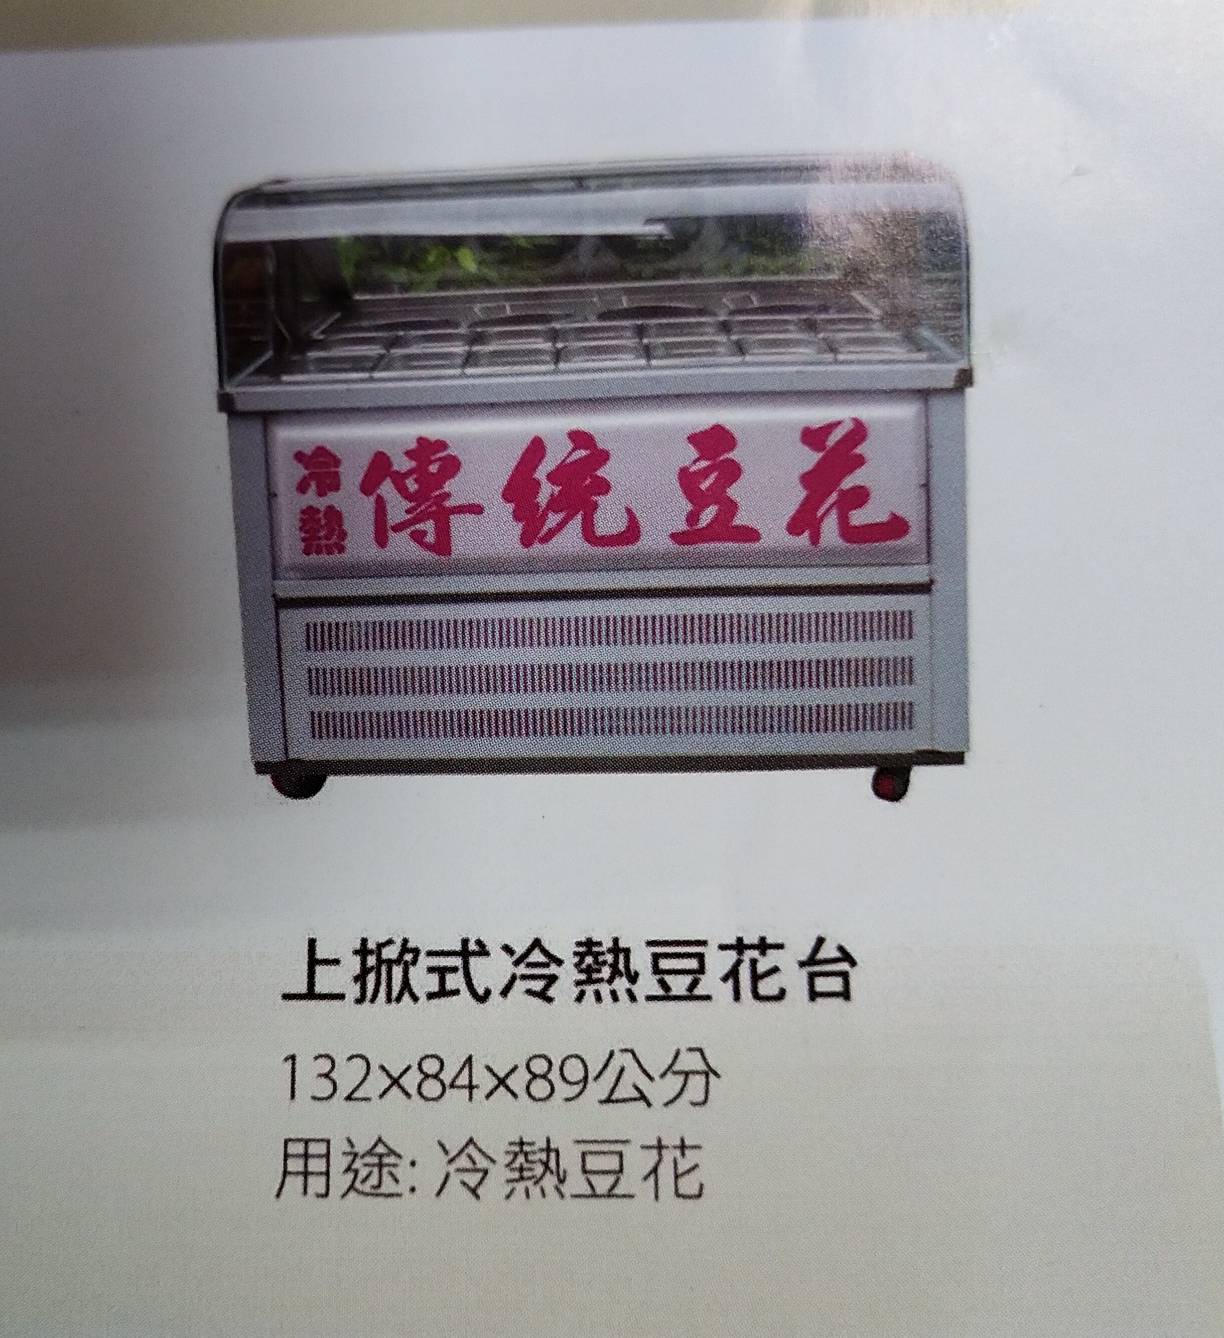 冷熱 傳統豆花
上掀式冷熱豆花台
132×84×89公分
用途: 冷熱豆花